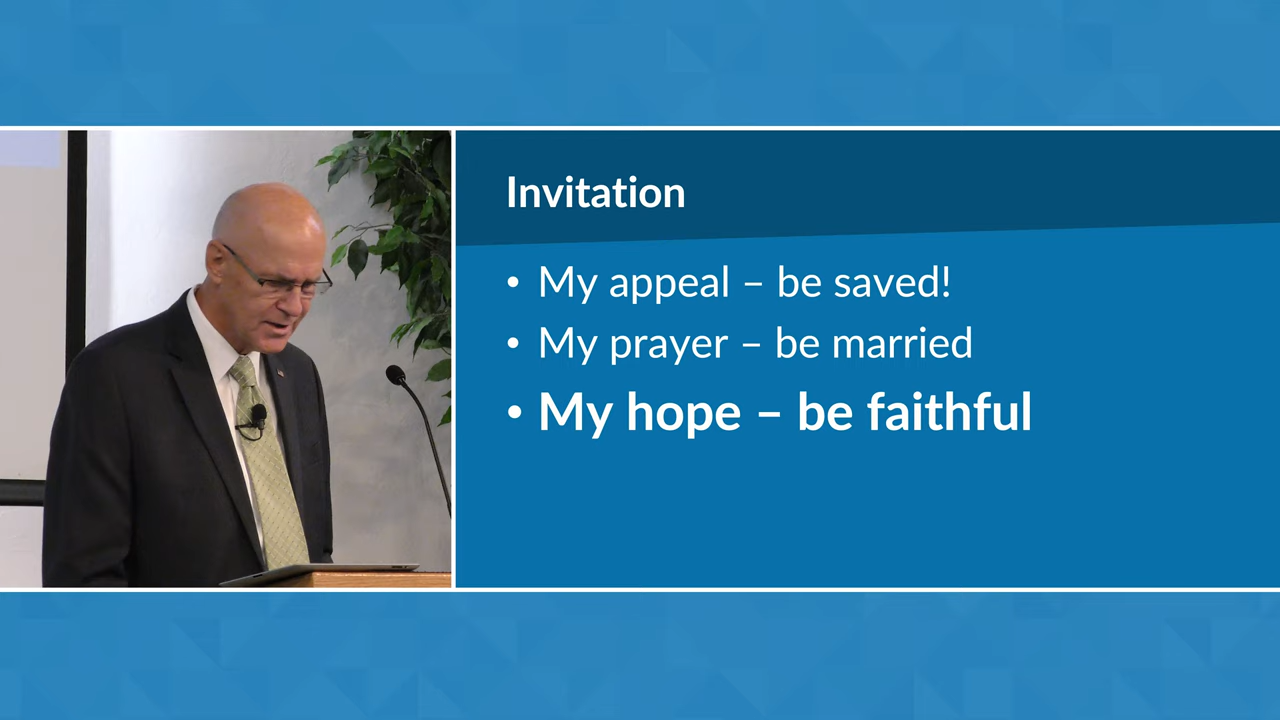 Invitation
• My appeal – be saved!
• My prayer – be married
• My hope – be faithful